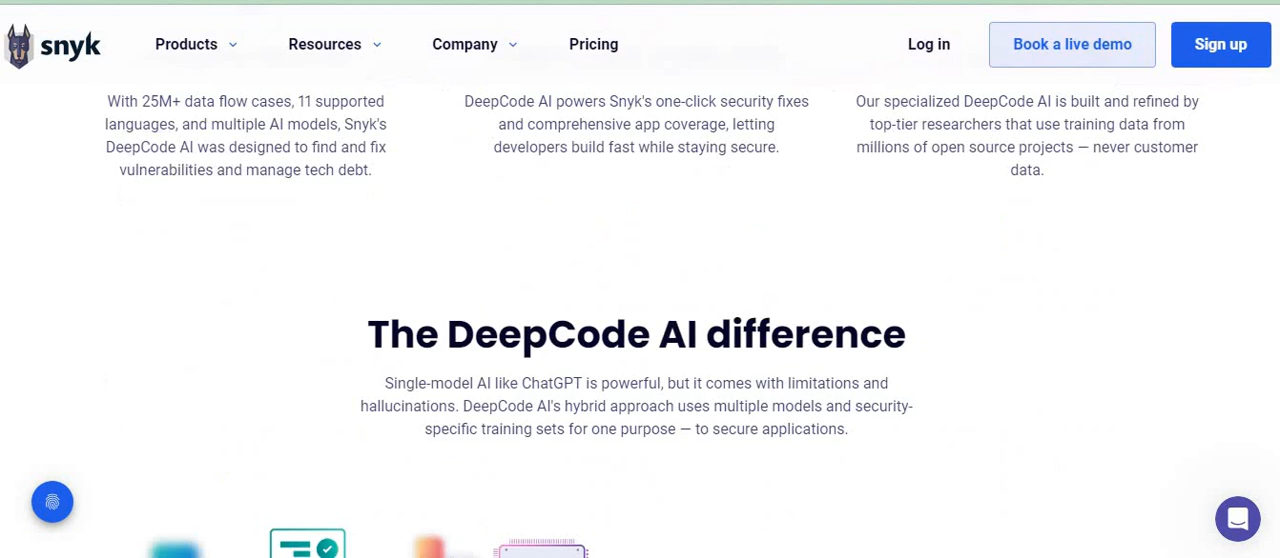 snyk
Products
Resources
Company
Pricing
Log in
Book a live demo
Sign up
With 25M+ data flow cases, 11 supported
languages, and multiple AI models, Snyk's
DeepCode AI was designed to find and fix
vulnerabilities and manage tech debt.
DeepCode AI powers Snyk's one-click security fixes
and comprehensive app coverage, letting
developers build fast while staying secure.
Our specialized DeepCode AI is built and refined by
top-tier researchers that use training data from
millions of open source projects — never customer
data.
The DeepCode AI difference
Single-model AI like ChatGPT is powerful, but it comes with limitations and
hallucinations. DeepCode AI's hybrid approach uses multiple models and security-
specific training sets for one purpose — to secure applications.